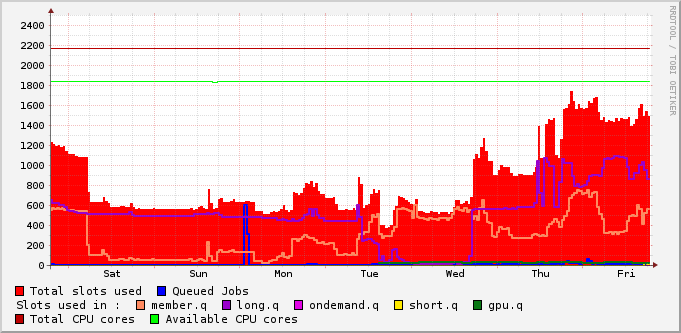 RRDTOOL / TOBI OETIKER
2400
2200
2000
1800
1600
1400
1200
1000
800
600
400
200
0
Sat Sun Mon Tue Wed Thu Fri
Total slots used Queued Jobs
Slots used in : member.q long.q ondemand.q short.q gpu.q
Total CPU cores Available CPU cores